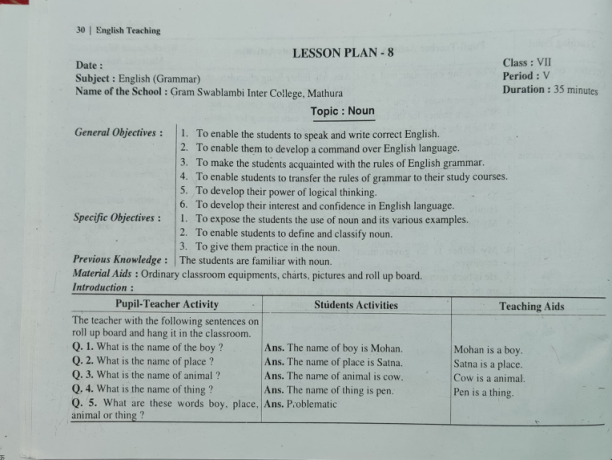 30 | English Teaching
LESSON PLAN - 8
Date :
Class : VII
Subject : English (Grammar)
Period : V
Name of the School : Gram Swablambi Inter College, Mathura
Duration : 35 minutes
Topic : Noun
General Objectives :
1. To enable the students to speak and write correct English.
2. To enable them to develop a command over English language.
3. To make the students acquainted with the rules of English grammar.
4. To enable students to transfer the rules of grammar to their study courses.
5. To develop their power of logical thinking.
6. To develop their interest and confidence in English language.
Specific Objectives :
1. To expose the students the use of noun and its various examples.
2. To enable students to define and classify noun.
3. To give them practice in the noun.
Previous Knowledge : The students are familiar with noun.
Material Aids : Ordinary classroom equipments, charts, pictures and roll up board.
Introduction :
Pupil-Teacher Activity
Students Activities
Teaching Aids
The teacher with the following sentences on
roll up board and hang it in the classroom.
Q. 1. What is the name of the boy ?
Ans. The name of boy is Mohan.
Mohan is a boy.
Q. 2. What is the name of place ?
Ans. The name of place is Satna.
Satna is a place.
Q. 3. What is the name of animal ?
Ans. The name of animal is cow.
Cow is a animal.
Q. 4. What is the name of thing ?
Ans. The name of thing is pen.
Pen is a thing.
Q. 5. What are these words boy, place,
animal or thing ?
Ans. Problematic